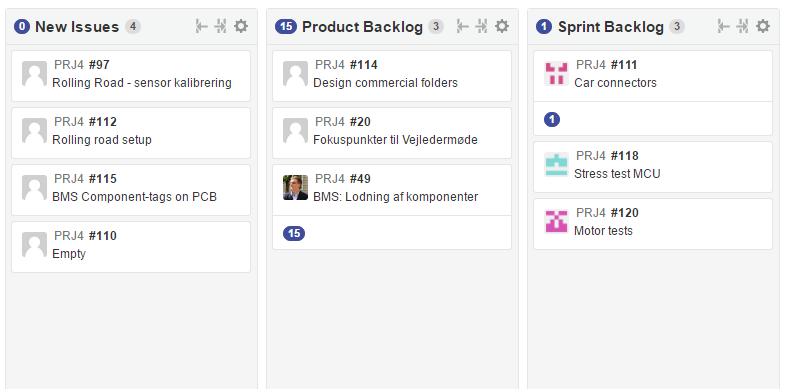 0 New Issues 4
PRJ4 #97
Rolling Road - sensor kalibrering
PRJ4 #112
Rolling road setup
PRJ4 #115
BMS Component-tags on PCB
PRJ4 #110
Empty
15 Product Backlog 3
PRJ4 #114
Design commercial folders
PRJ4 #20
Fokuspunkter til Vejledermøde
PRJ4 #49
BMS: Lodning af komponenter
15
1 Sprint Backlog 3
PRJ4 #111
Car connectors
1
PRJ4 #118
Stress test MCU
PRJ4 #120
Motor tests